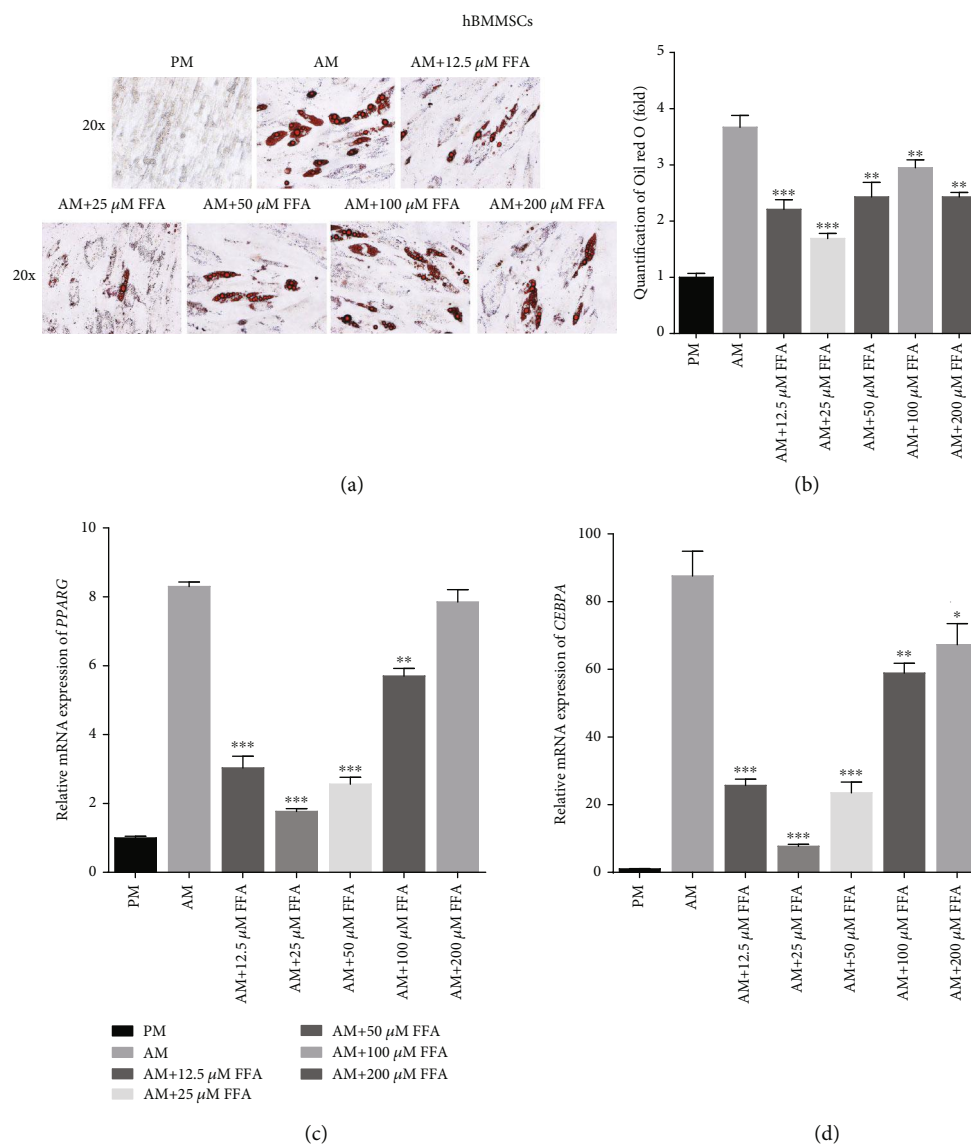 hBMMSCs
PM
AM
AM+12.5 μM FFA
20x
AM+25 μM FFA
AM+50 μM FFA
AM+100 μM FFA
AM+200 μM FFA
20x
(a)
Quantification of Oil red O (fold)
5
4
3
2
1
0
***
***
**
**
**
PM
AM
AM+12.5 μM FFA
AM+25 μM FFA
AM+50 μM FFA
AM+100 μM FFA
AM+200 μM FFA
(b)
Relative mRNA expression of PPARG
10
8
6
4
2
0
***
***
***
**
PM
AM
AM+12.5 μM FFA
AM+25 μM FFA
AM+50 μM FFA
AM+100 μM FFA
AM+200 μM FFA
PM
AM
AM+12.5 μM FFA
AM+25 μM FFA
AM+50 μM FFA
AM+100 μM FFA
AM+200 μM FFA
(c)
Relative mRNA expression of CEBPA
100
80
60
40
20
0
***
***
***
**
*
PM
AM
AM+12.5 μM FFA
AM+25 μM FFA
AM+50 μM FFA
AM+100 μM FFA
AM+200 μM FFA
(d)